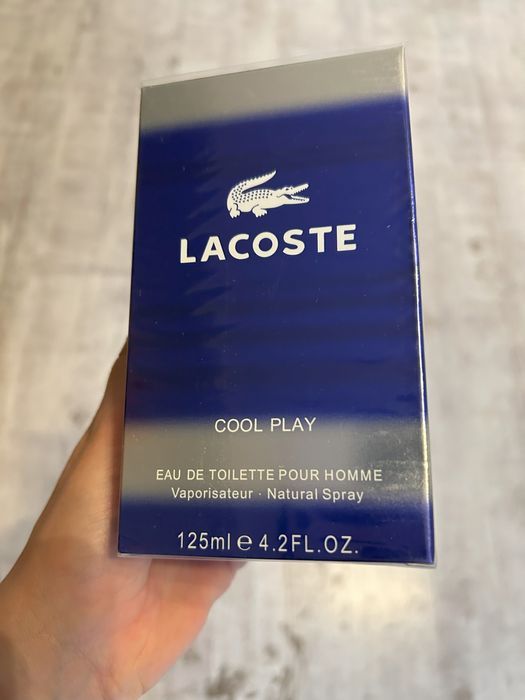 LACOSTE
COOL PLAY
EAU DE TOILETTE POUR HOMME
Vaporisateur · Natural Spray
125ml ℮ 4.2FL.OZ.